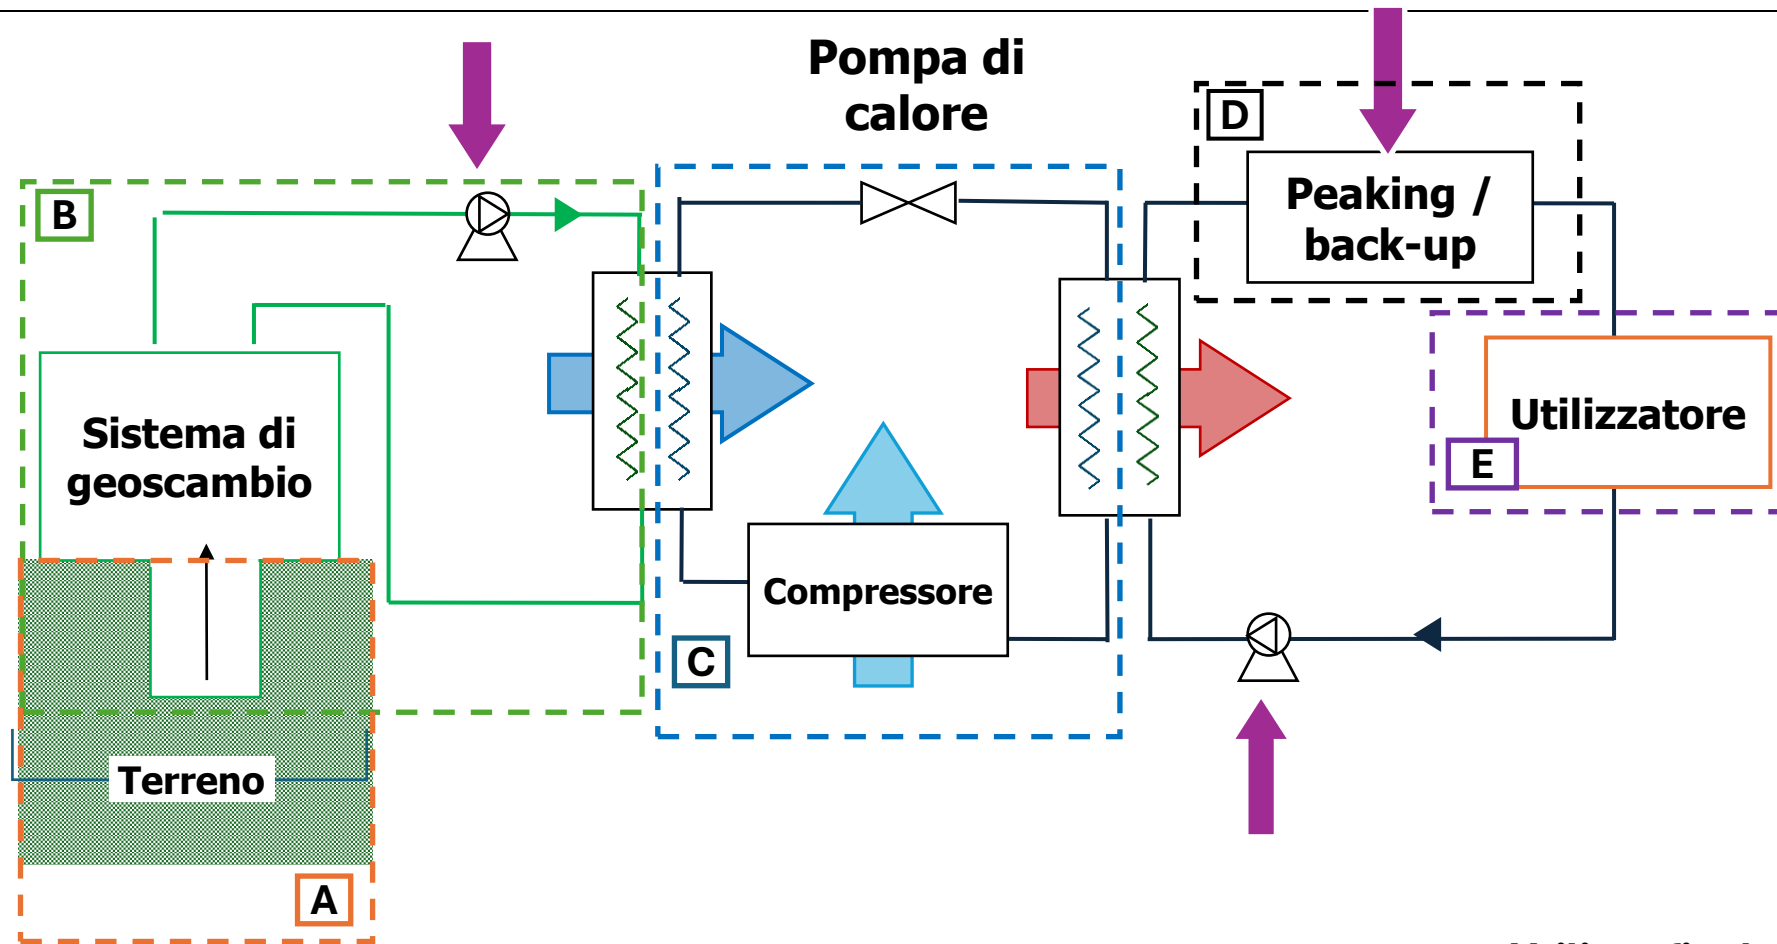 Pompa di
calore
D
B
Peaking /
back-up
Sistema di
geoscambio
Utilizzatore
E
Compressore
C
Terreno
A